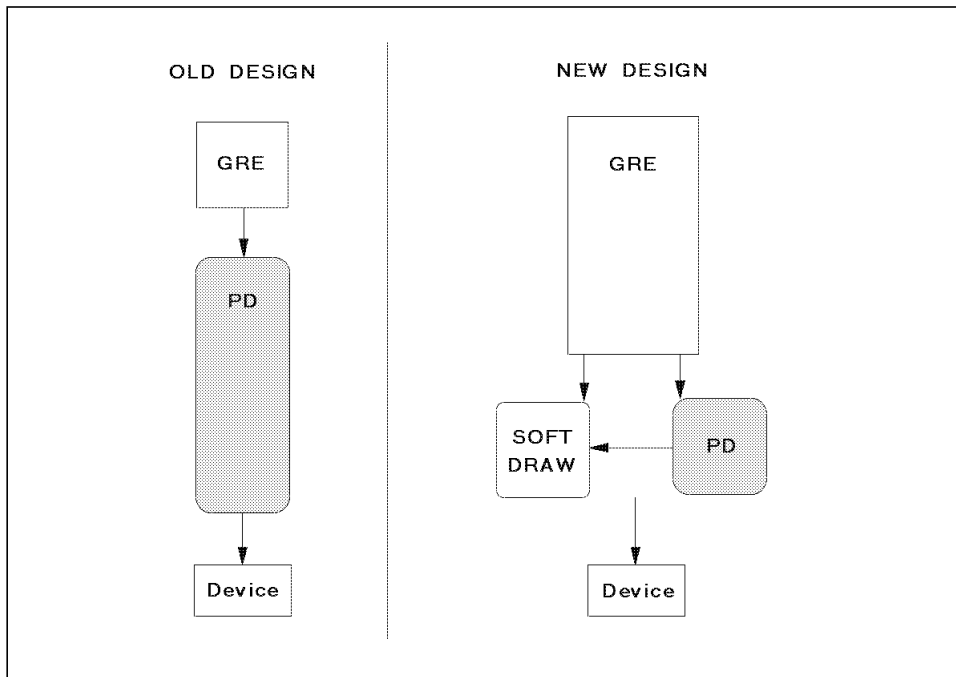 OLD DESIGN
GRE
PD
Device
NEW DESIGN
GRE
SOFT
DRAW
PD
Device